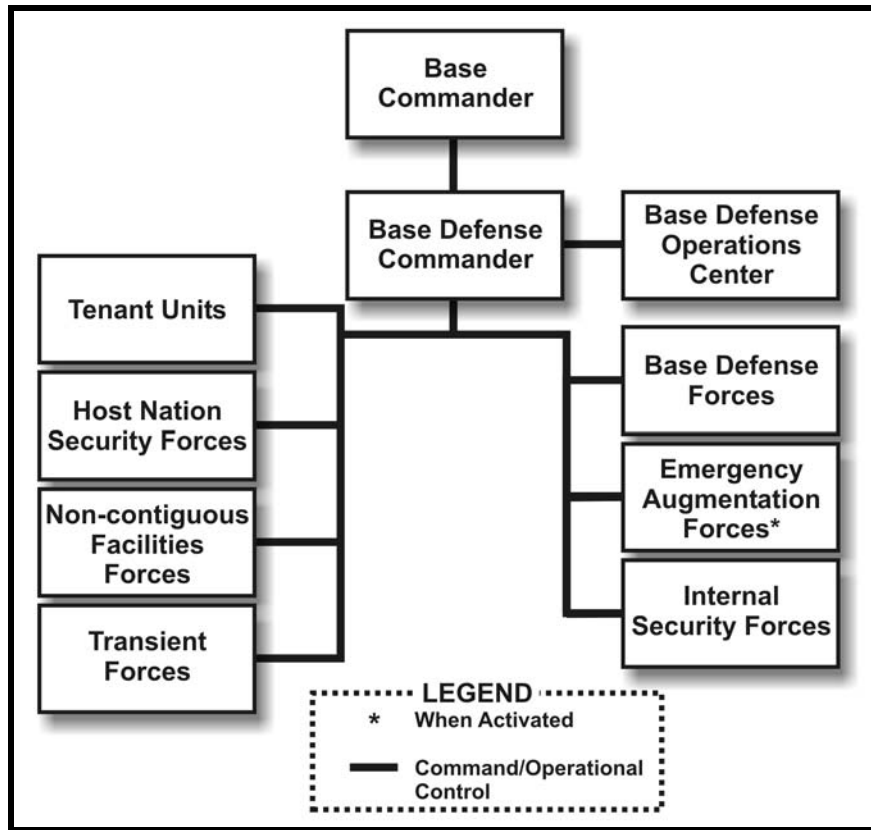 Base
Commander
Base Defense
Commander
Base Defense
Operations
Center
Tenant Units
Host Nation
Security Forces
Non-contiguous
Facilities
Forces
Transient
Forces
Base Defense
Forces
Emergency
Augmentation
Forces*
Internal
Security Forces
LEGEND
* When Activated
Command/Operational
Control